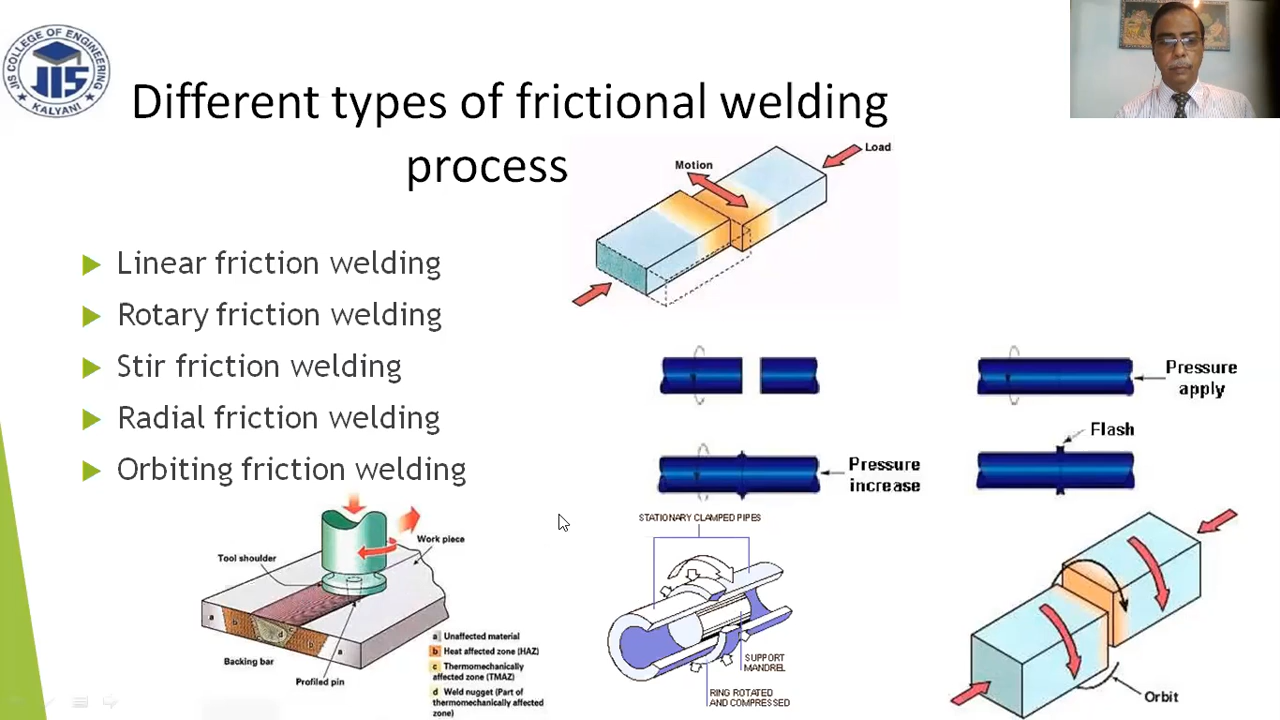 JIS COLLEGE OF ENGINEERING
JIS
KALYANI
Different types of frictional welding
process
Load
Motion
Linear friction welding
Rotary friction welding
Stir friction welding
Radial friction welding
Orbiting friction welding
Pressure
apply
Flash
Pressure
increase
STATIONARY CLAMPED PIPES
SUPPORT
MANDREL
RING ROTATED
AND COMPRESSED
Orbit
Work piece
Tool shoulder
a
b
d
b
a
Backing bar
Profiled pin
a Unaffected material
b Heat affected zone (HAZ)
c Thermomechanically
affected zone (TMAZ)
d Weld nugget (Part of
thermomechanically affected
zone)